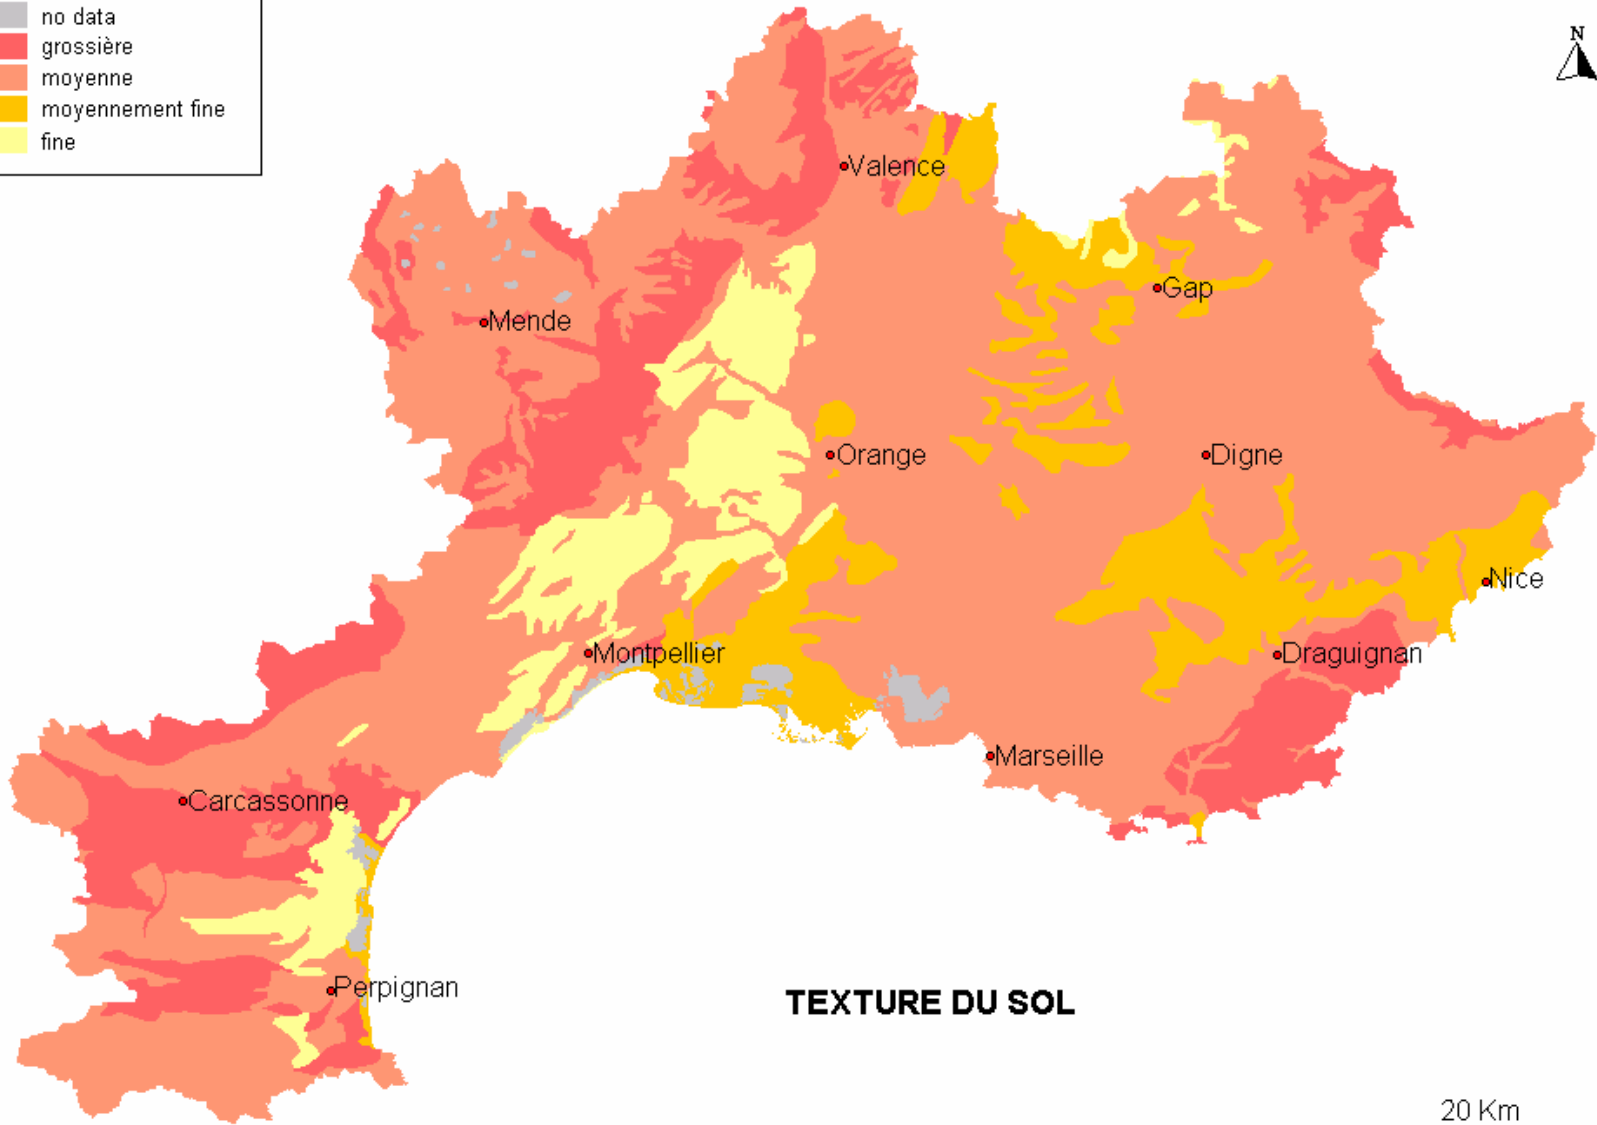 no data
grossière
moyenne
moyennement fine
fine
N
Valence
Gap
Mende
Orange
Digne
Nice
Montpellier
Draguignan
Marseille
Carcassonne
Perpignan
TEXTURE DU SOL
20 Km